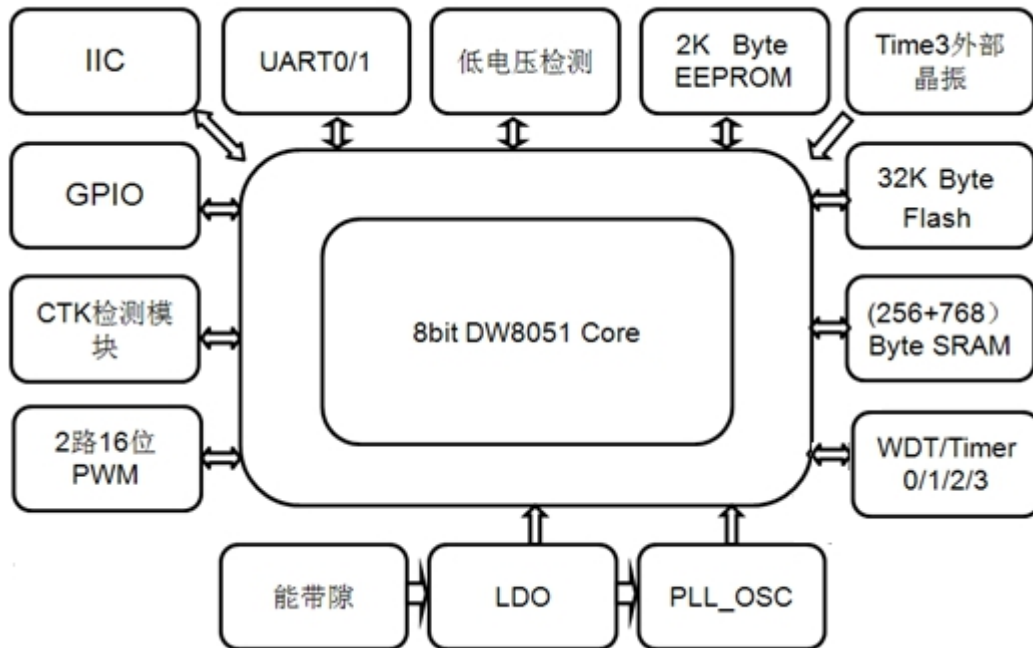 IIC
UART0/1
低电压检测
2K Byte
EEPROM
Time3外部
晶振
GPIO
32K Byte
Flash
CTK检测模
块
8bit DW8051 Core
(256+768）
Byte SRAM
2路16位
PWM
WDT/Timer
0/1/2/3
能带隙
LDO
PLL_OSC